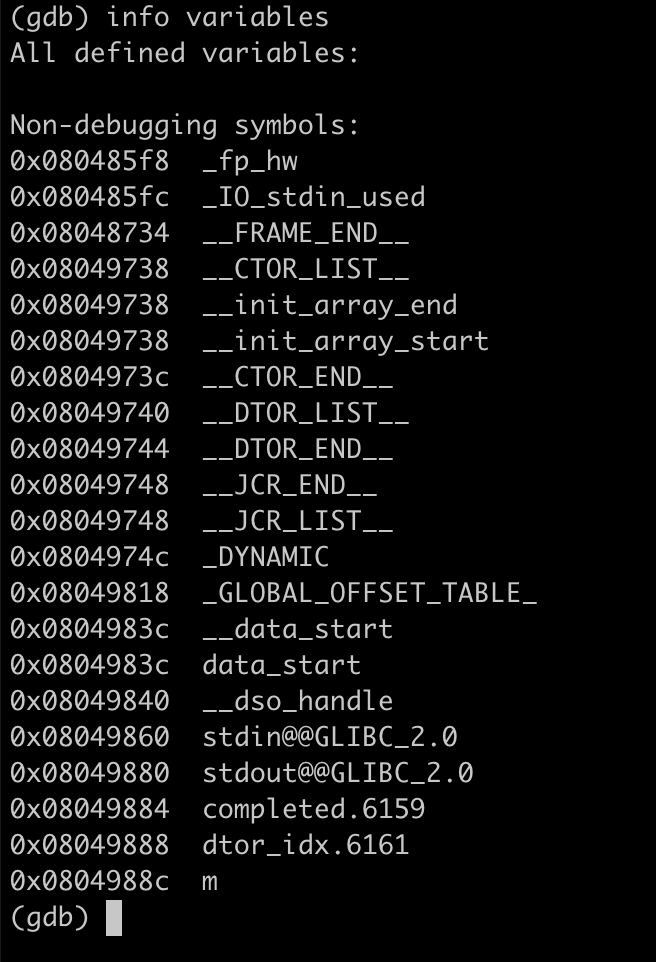 (gdb) info variables
All defined variables:

Non-debugging symbols:
0x080485f8  _fp_hw
0x080485fc  _IO_stdin_used
0x08048734  __FRAME_END__
0x08049738  __CTOR_LIST__
0x08049738  __init_array_end
0x08049738  __init_array_start
0x0804973c  __CTOR_END__
0x08049740  __DTOR_LIST__
0x08049744  __DTOR_END__
0x08049748  __JCR_END__
0x08049748  __JCR_LIST__
0x0804974c  _DYNAMIC
0x08049818  _GLOBAL_OFFSET_TABLE_
0x0804983c  __data_start
0x0804983c  data_start
0x08049840  __dso_handle
0x08049860  stdin@@GLIBC_2.0
0x08049880  stdout@@GLIBC_2.0
0x08049884  completed.6159
0x08049888  dtor_idx.6161
0x0804988c  m
(gdb)